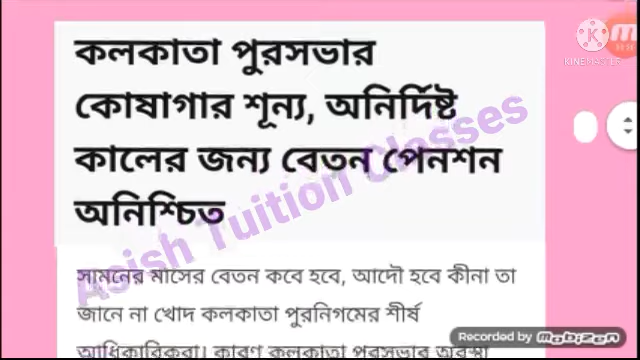 কলকাতা পুরসভার
কোষাগার শূন্য, অনির্দিষ্ট
কালের জন্য বেতন পেনশন
অনিশ্চিত
সামনের মাসের বেতন কবে হবে, আদৌ হবে কীনা তা
জানে না খোদ কলকাতা পুরনিগমের শীর্ষ
আধিকারিকরা। কারণ কলকাতা পুরসভার অবস্থা
Asish Tuition Classes
K
KINEMASTER
Recorded by Mobizen